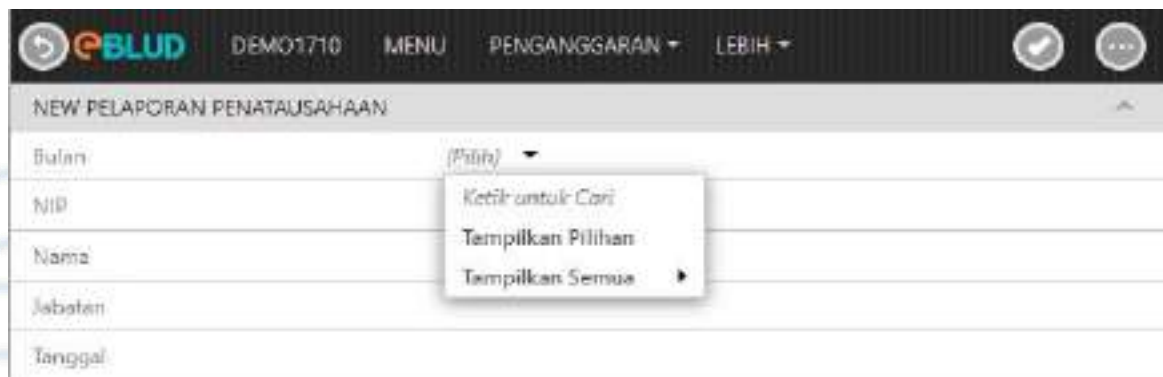 eBLUD DEMO1710 MENU PENGANGGARAN LEBIH
NEW PELAPORAN PENATAUSAHAAN
Bulan (Pilih)
Ketik untuk Cari
NIP
Tampilkan Pilihan
Nama
Tampilkan Semua
Jabatan
Tanggal